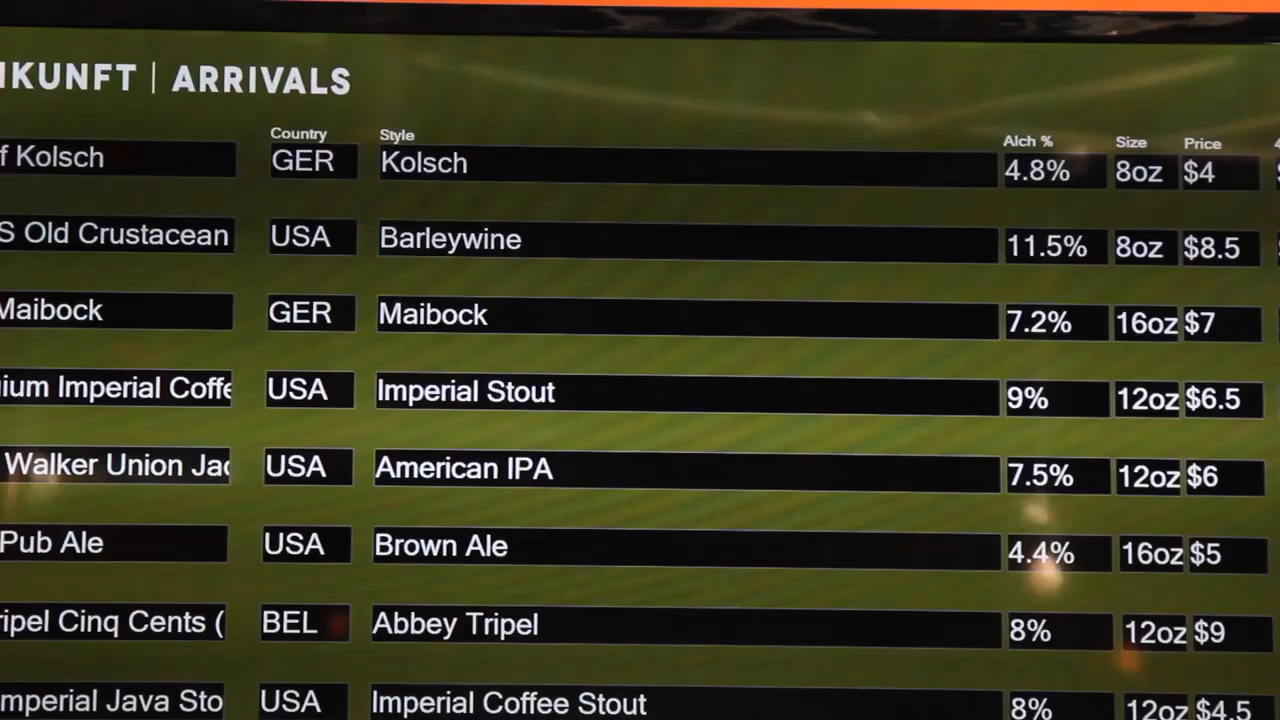 KUNFT | ARRIVALS
Country Style Alch % Size Price
f Kolsch GER Kolsch 4.8% 8oz $4
S Old Crustacean USA Barleywine 11.5% 8oz $8.5
Maibock GER Maibock 7.2% 16oz $7
ium Imperial Coffe USA Imperial Stout 9% 12oz $6.5
Walker Union Jac USA American IPA 7.5% 12oz $6
Pub Ale USA Brown Ale 4.4% 16oz $5
ripel Cinq Cents ( BEL Abbey Tripel 8% 12oz $9
mperial Java Sto USA Imperial Coffee Stout 8% 12oz $4.5